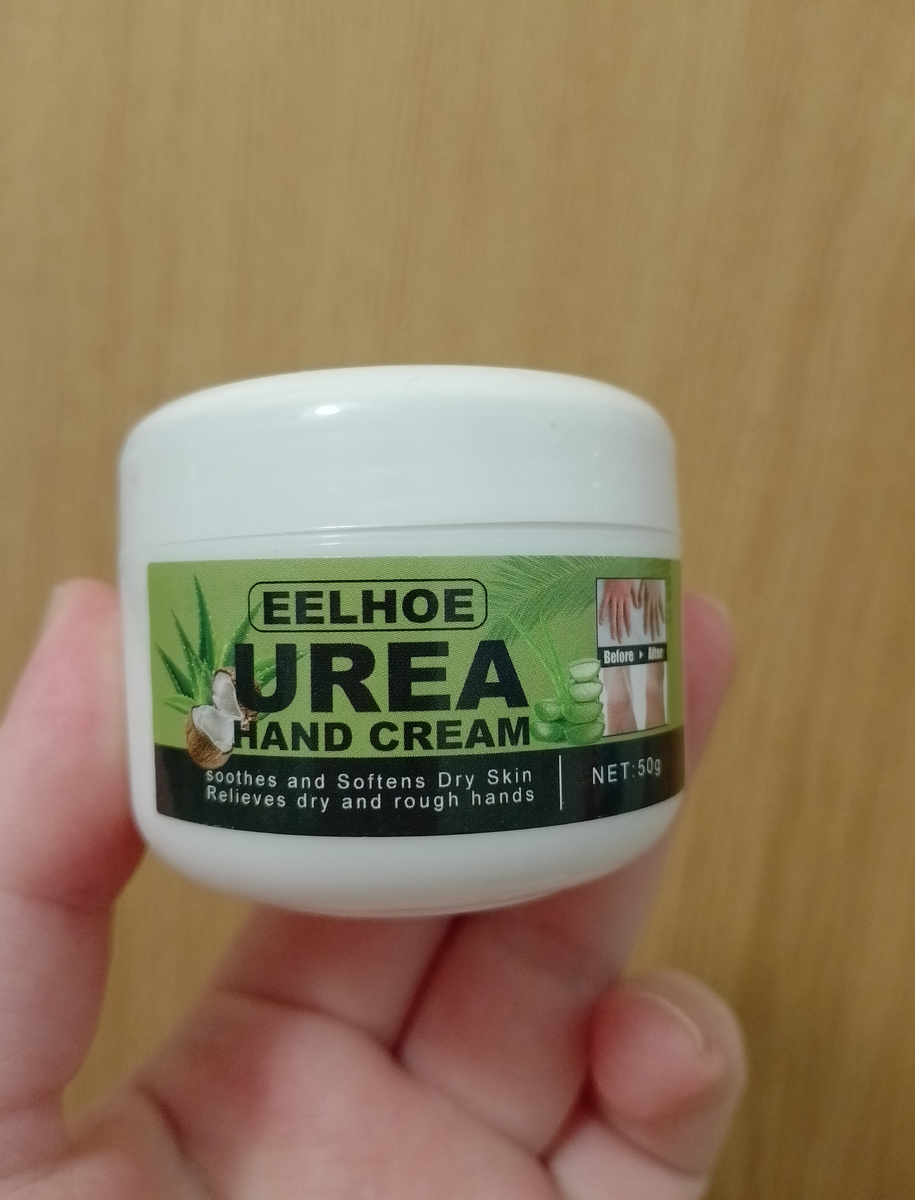 EELHOE
UREA
HAND CREAM
soothes and Softens Dry Skin
Relieves dry and rough hands
NET:50g
Before After